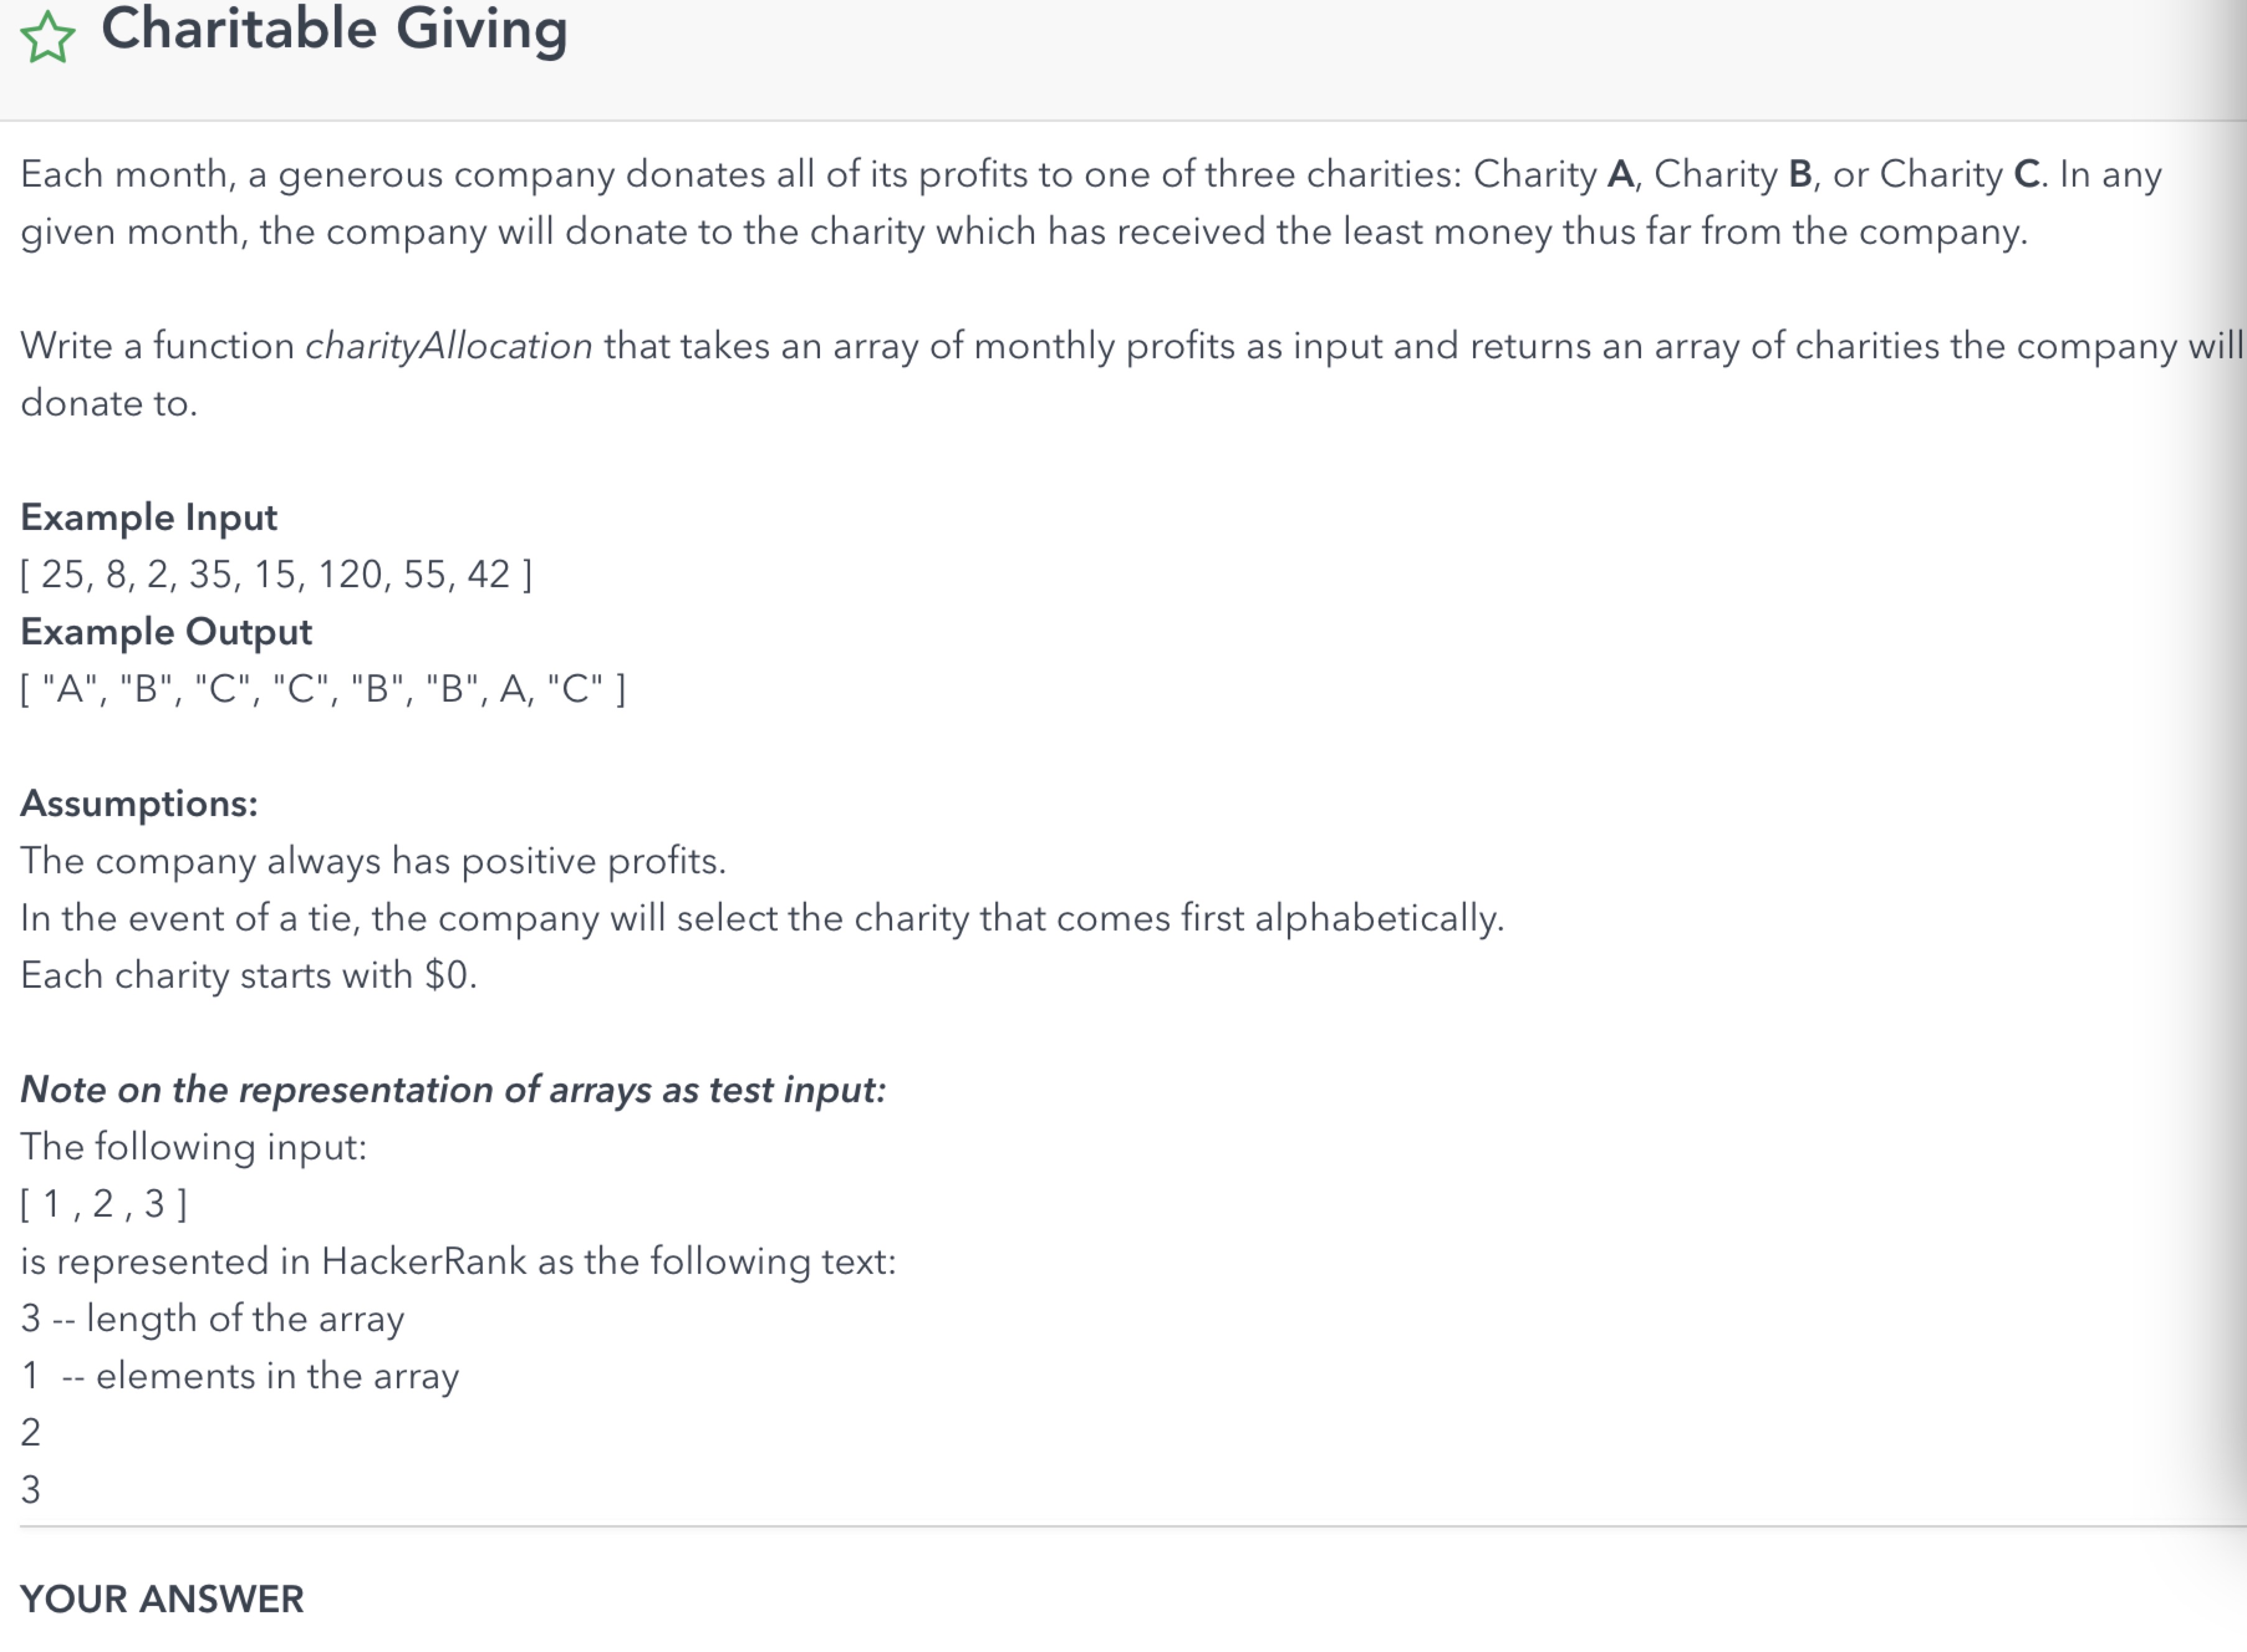 Charitable Giving
Each month, a generous company donates all of its profits to one of three charities: Charity A, Charity B, or Charity C. In any
given month, the company will donate to the charity which has received the least money thus far from the company.
Write a function charityAllocation that takes an array of monthly profits as input and returns an array of charities the company will
donate to.
Example Input
[ 25, 8, 2, 35, 15, 120, 55, 42 ]
Example Output
[ "A", "B", "C", "C", "B", "B", A, "C" ]
Assumptions:
The company always has positive profits.
In the event of a tie, the company will select the charity that comes first alphabetically.
Each charity starts with $0.
Note on the representation of arrays as test input:
The following input:
[ 1 , 2 , 3 ]
is represented in HackerRank as the following text:
3 -- length of the array
1  -- elements in the array
2
3
YOUR ANSWER